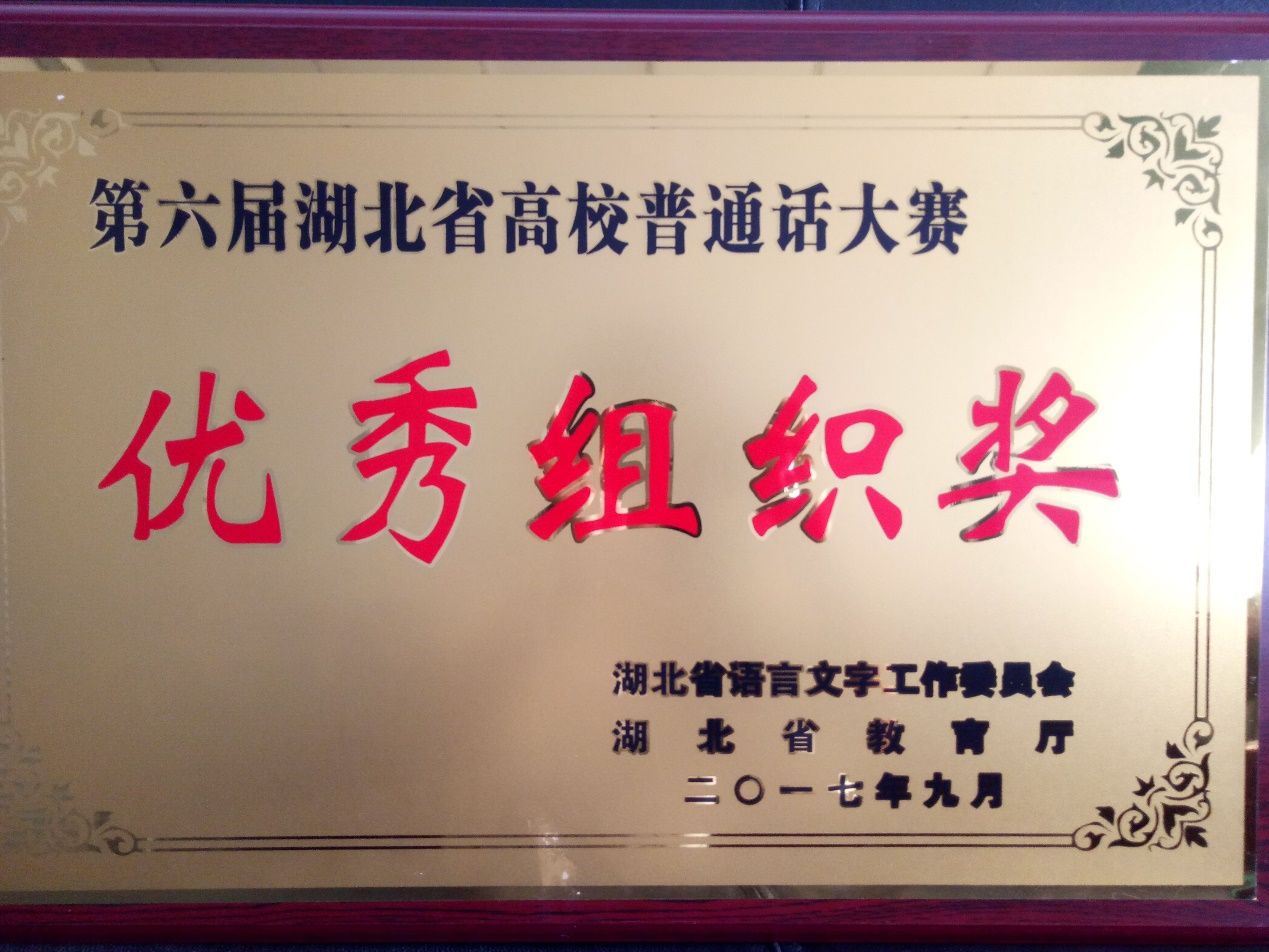 第六届湖北省高校普通话大赛
优秀组织奖
湖北省语言文字工作委员会
湖北省教育厅
二〇一七年九月